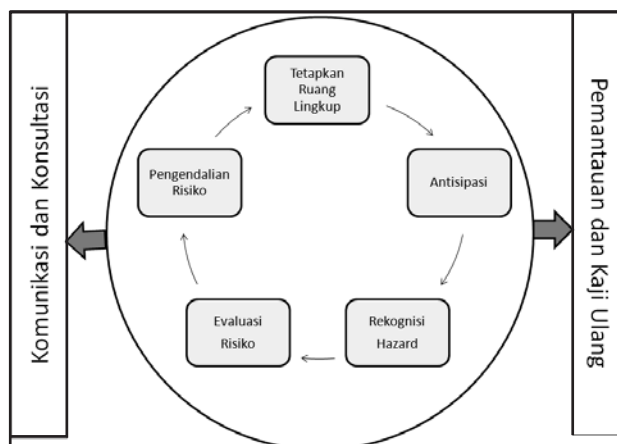 Komunikasi dan Konsultasi
Tetapkan
Ruang
Lingkup
Antisipasi
Rekognisi
Hazard
Evaluasi
Risiko
Pengendalian
Risiko
Pemantauan dan Kaji Ulang